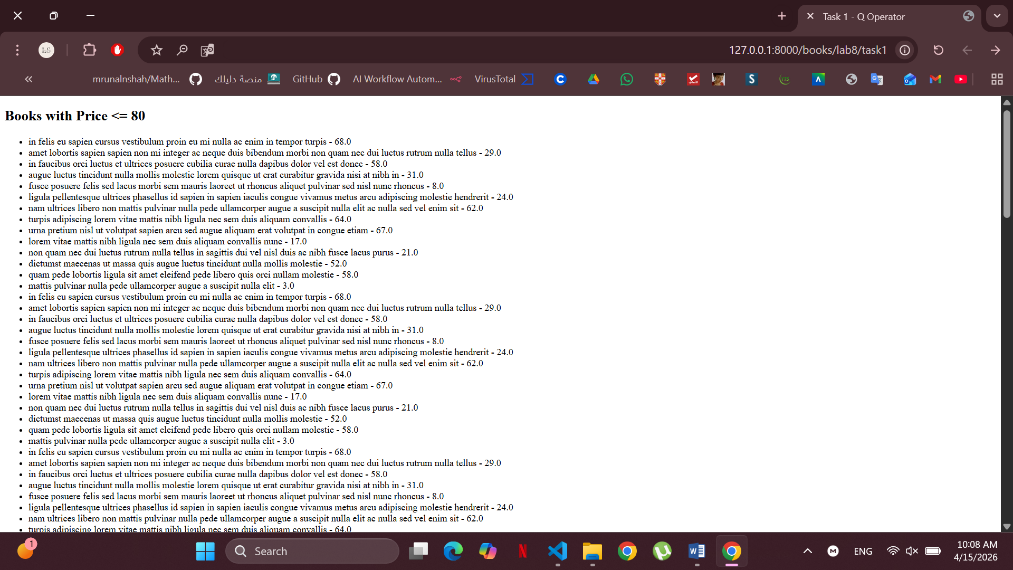 Task 1 - Q Operator
LS
127.0.0.1:8000/books/lab8/task1
mrunalnshah/Math...
منصة دليلك
GitHub
AI Workflow Autom...
VirusTotal
Books with Price <= 80
in felis eu sapien cursus vestibulum proin eu mi nulla ac enim in tempor turpis - 68.0
amet lobortis sapien sapien non mi integer ac neque duis bibendum morbi non quam nec dui luctus rutrum nulla tellus - 29.0
in faucibus orci luctus et ultrices posuere cubilia curae nulla dapibus dolor vel est donec - 58.0
augue luctus tincidunt nulla mollis molestie lorem quisque ut erat curabitur gravida nisi at nibh in - 31.0
fusce posuere felis sed lacus morbi sem mauris laoreet ut rhoncus aliquet pulvinar sed nisl nunc rhoncus - 8.0
ligula pellentesque ultrices phasellus id sapien in sapien iaculis congue vivamus metus arcu adipiscing molestie hendrerit - 24.0
nam ultrices libero non mattis pulvinar nulla pede ullamcorper augue a suscipit nulla elit ac nulla sed vel enim sit - 62.0
turpis adipiscing lorem vitae mattis nibh ligula nec sem duis aliquam convallis - 64.0
urna pretium nisl ut volutpat sapien arcu sed augue aliquam erat volutpat in congue etiam - 67.0
lorem vitae mattis nibh ligula nec sem duis aliquam convallis nunc - 17.0
non quam nec dui luctus rutrum nulla tellus in sagittis dui vel nisl duis ac nibh fusce lacus purus - 21.0
dictumst maecenas ut massa quis augue luctus tincidunt nulla mollis molestie - 52.0
quam pede lobortis ligula sit amet eleifend pede libero quis orci nullam molestie - 58.0
mattis pulvinar nulla pede ullamcorper augue a suscipit nulla elit - 3.0
in felis eu sapien cursus vestibulum proin eu mi nulla ac enim in tempor turpis - 68.0
amet lobortis sapien sapien non mi integer ac neque duis bibendum morbi non quam nec dui luctus rutrum nulla tellus - 29.0
in faucibus orci luctus et ultrices posuere cubilia curae nulla dapibus dolor vel est donec - 58.0
augue luctus tincidunt nulla mollis molestie lorem quisque ut erat curabitur gravida nisi at nibh in - 31.0
fusce posuere felis sed lacus morbi sem mauris laoreet ut rhoncus aliquet pulvinar sed nisl nunc rhoncus - 8.0
ligula pellentesque ultrices phasellus id sapien in sapien iaculis congue vivamus metus arcu adipiscing molestie hendrerit - 24.0
nam ultrices libero non mattis pulvinar nulla pede ullamcorper augue a suscipit nulla elit ac nulla sed vel enim sit - 62.0
turpis adipiscing lorem vitae mattis nibh ligula nec sem duis aliquam convallis - 64.0
urna pretium nisl ut volutpat sapien arcu sed augue aliquam erat volutpat in congue etiam - 67.0
lorem vitae mattis nibh ligula nec sem duis aliquam convallis nunc - 17.0
non quam nec dui luctus rutrum nulla tellus in sagittis dui vel nisl duis ac nibh fusce lacus purus - 21.0
dictumst maecenas ut massa quis augue luctus tincidunt nulla mollis molestie - 52.0
quam pede lobortis ligula sit amet eleifend pede libero quis orci nullam molestie - 58.0
mattis pulvinar nulla pede ullamcorper augue a suscipit nulla elit - 3.0
in felis eu sapien cursus vestibulum proin eu mi nulla ac enim in tempor turpis - 68.0
amet lobortis sapien sapien non mi integer ac neque duis bibendum morbi non quam nec dui luctus rutrum nulla tellus - 29.0
in faucibus orci luctus et ultrices posuere cubilia curae nulla dapibus dolor vel est donec - 58.0
augue luctus tincidunt nulla mollis molestie lorem quisque ut erat curabitur gravida nisi at nibh in - 31.0
fusce posuere felis sed lacus morbi sem mauris laoreet ut rhoncus aliquet pulvinar sed nisl nunc rhoncus - 8.0
ligula pellentesque ultrices phasellus id sapien in sapien iaculis congue vivamus metus arcu adipiscing molestie hendrerit - 24.0
nam ultrices libero non mattis pulvinar nulla pede ullamcorper augue a suscipit nulla elit ac nulla sed vel enim sit - 62.0
turpis adipiscing lorem vitae mattis nibh ligula nec sem duis aliquam convallis - 64.0
1
Search
ENG
10:08 AM
4/15/2026